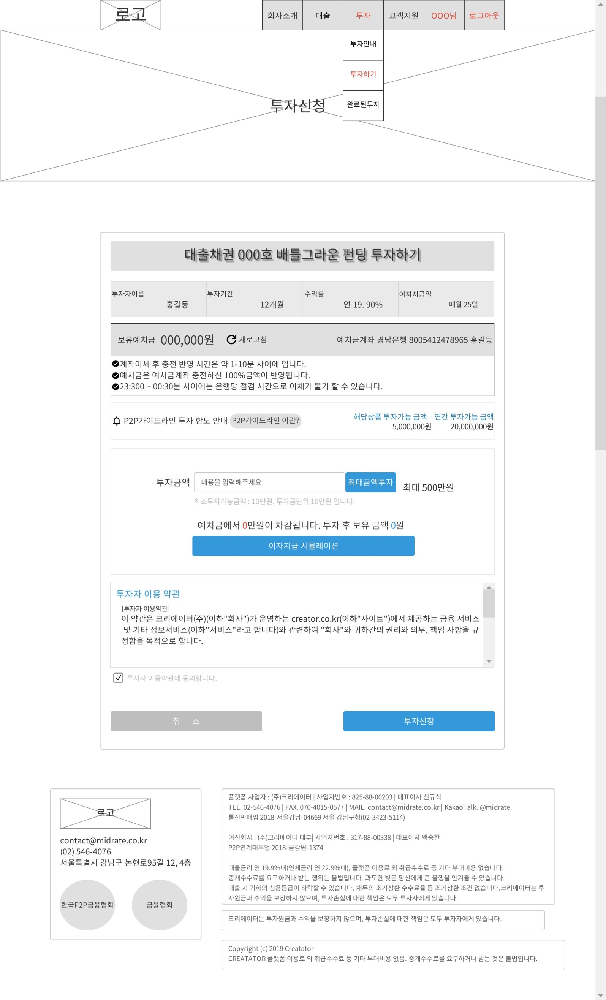 로고
회사소개 대출 투자 고객지원 OOO님 로그아웃
투자안내
투자하기
완료된투자
투자신청
대출채권 000호 배틀그라운 펀딩 투자하기
투자자이름 투자기간 수익률 이자지급일
홍길동 12개월 연 19. 90% 매월 25일
보유예치금 000,000원 새로고침 예치금계좌 경남은행 8005412478965 홍길동
계좌이체 후 충전 반영 시간은 약 1-10분 사이에 입니다.
예치금은 예치금계좌 충전하신 100%금액이 반영됩니다.
23:300 ~ 00:30분 사이에는 은행망 점검 시간으로 이체가 불가 할 수 있습니다.
P2P가이드라인 투자 한도 안내 P2P가이드라인 이란?
해당상품 투자가능 금액 연간 투자가능 금액
5,000,000원 20,000,000원
투자금액 내용을 입력해주세요 최대금액투자 최대 500만원
최소투자가능금액 : 10만원, 투자금단위 10만원 입니다.
예치금에서 0만원이 차감됩니다. 투자 후 보유 금액 0원
이자지급 시뮬레이션
투자자 이용 약관
[투자자 이용약관]
이 약관은 크리에이터(주)(이하"회사")가 운영하는 creator.co.kr(이하"사이트")에서 제공하는 금융 서비스
및 기타 정보서비스(이하"서비스"라고 합니다)와 관련하여 "회사"와 귀하간의 권리와 의무, 책임 사항을 규
정함을 목적으로 합니다.
투자자 이용약관에 동의합니다.
취 소 투자신청
로고
contact@midrate.co.kr
(02) 546-4076
서울특별시 강남구 논현로95길 12, 4층
한국P2P금융협회 금융협회
플랫폼 사업자 : (주)크리에이터 | 사업자번호 : 825-88-00203 | 대표이사 신규식
TEL. 02-546-4076 | FAX. 070-4015-0577 | MAIL. contact@midrate.co.kr | KakaoTalk. @midrate
통신판매업 2018-서울강남-04669 서울 강남구청(02-3423-5114)
여신회사 : (주)크리에이터 대부| 사업자번호 : 317-88-00338 | 대표이사 백승한
P2P연계대부업 2018-금감원-1374
대출금리 연 19.9%내(연체금리 연 22.9%내), 플랫폼 이용료 외 취급수수료 등 기타 부대비용 없습니다.
중개수수료를 요구하거나 받는 행위는 불법입니다. 과도한 빚은 당신에게 큰 불행을 안겨줄 수 있습니다.
대출 시 귀하의 신용등급이 하락할 수 있습니다. 채무의 조기상환 수수료율 등 조기상환 조건 없습니다.크리에이터는 투
자원금과 수익을 보장하지 않으며, 투자손실에 대한 책임은 모두 투자자에게 있습니다.
크리에이터는 투자원금과 수익을 보장하지 않으며, 투자손실에 대한 책임은 모두 투자자에게 있습니다.
Copyright (c) 2019 Creatator
CREATATOR 플랫폼 이용료 외 취급수수료 등 기타 부대비용 없음. 중개수수료를 요구하거나 받는 것은 불법입니다.